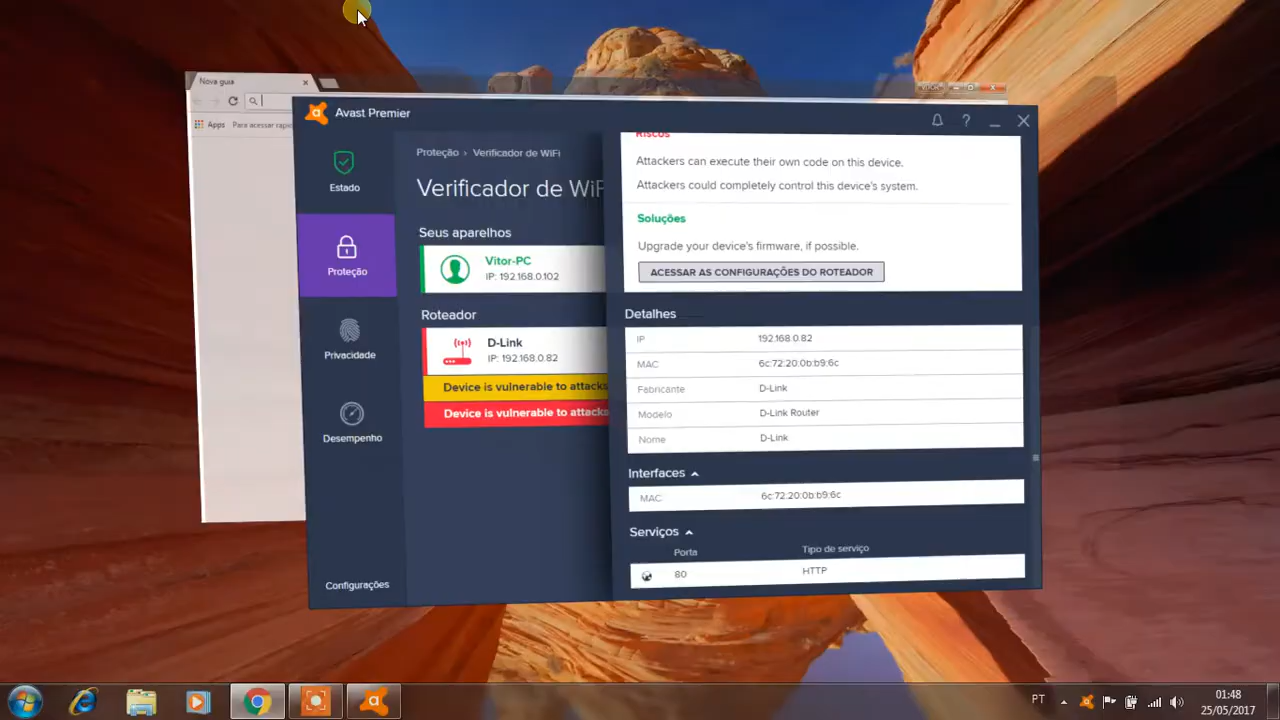 Nova guia
Apps Para acessar rapid
Vitor
Avast Premier
?
Estado
Proteção
Privacidade
Desempenho
Configurações
Proteção › Verificador de WiFi
Verificador de WiF
Seus aparelhos
Vitor-PC
IP: 192.168.0.102
Roteador
D-Link
IP: 192.168.0.82
Device is vulnerable to attacks
Device is vulnerable to attacks
Riscos
Attackers can execute their own code on this device.
Attackers could completely control this device's system.
Soluções
Upgrade your device's firmware, if possible.
ACESSAR AS CONFIGURAÇÕES DO ROTEADOR
Detalhes
IP 192.168.0.82
MAC 6c:72:20:0b:b9:6c
Fabricante D-Link
Modelo D-Link Router
Nome D-Link
Interfaces
MAC 6c:72:20:0b:b9:6c
Serviços
Porta Tipo de serviço
80 HTTP
PT
01:48
25/05/2017